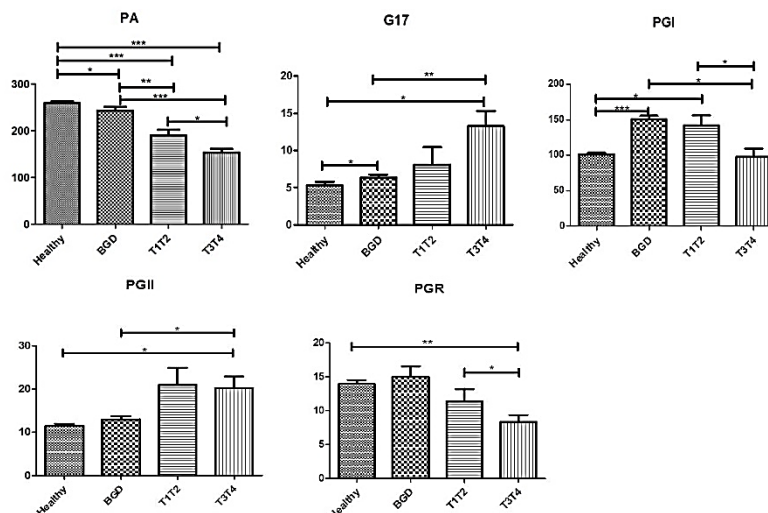 PA
***
***
*
**
***
*
300
200
100
0
Healthy
BGD
T1T2
T3T4
G17
**
*
*
20
15
10
5
0
Healthy
BGD
T1T2
T3T4
PGI
*
*
*
***
200
150
100
50
0
Healthy
BGD
T1T2
T3T4
PGII
*
*
30
20
10
0
Healthy
BGD
T1T2
T3T4
PGR
**
*
20
15
10
5
0
Healthy
BGD
T1T2
T3T4